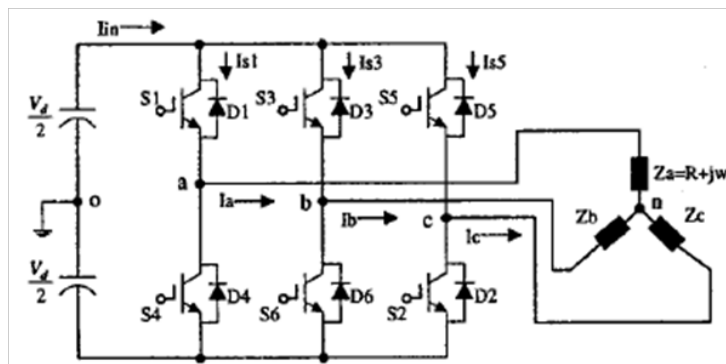 Iin
Is1
Is3
Is5
S1
D1
S3
D3
S5
D5
Vd/2
a
Ia
b
Ib
c
Ic
o
Za=R+jw
n
Zb
Zc
Vd/2
S4
D4
S6
D6
S2
D2